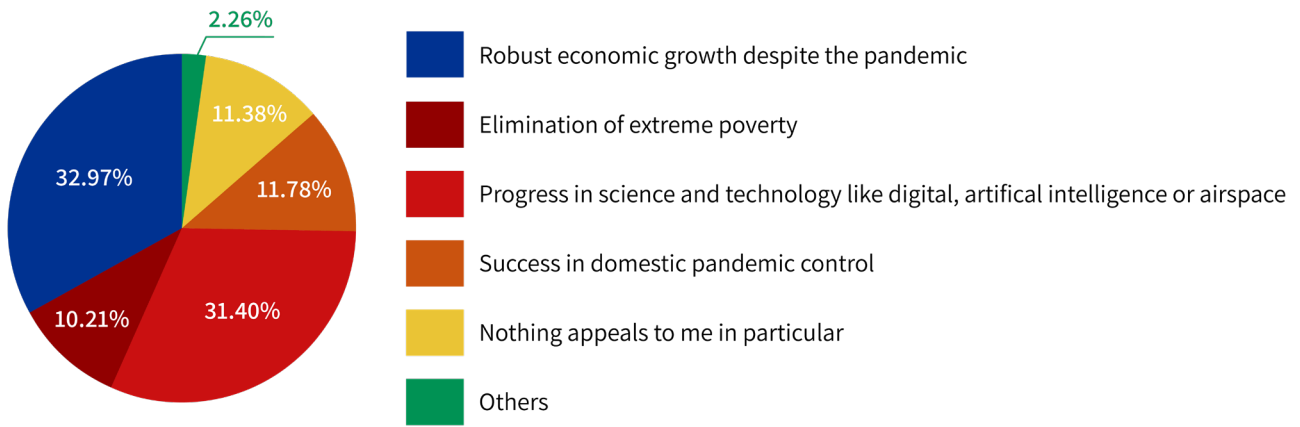 2.26%
11.38%
11.78%
32.97%
31.40%
10.21%
Robust economic growth despite the pandemic
Elimination of extreme poverty
Progress in science and technology like digital, artifical intelligence or airspace
Success in domestic pandemic control
Nothing appeals to me in particular
Others